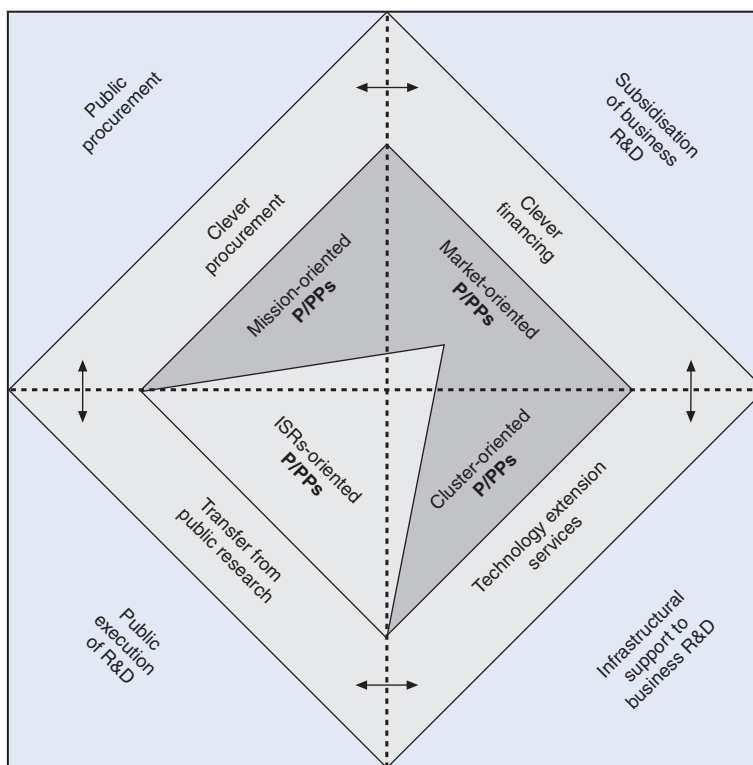 Public
procurement
Subsidisation
of business
R&D
Clever
procurement
Clever
financing
Mission-oriented
P/PPs
Market-oriented
P/PPs
ISRs-oriented
P/PPs
Cluster-oriented
P/PPs
Transfer from
public research
Technology extension
services
Public
execution
of R&D
Infrastructural
support to
business R&D